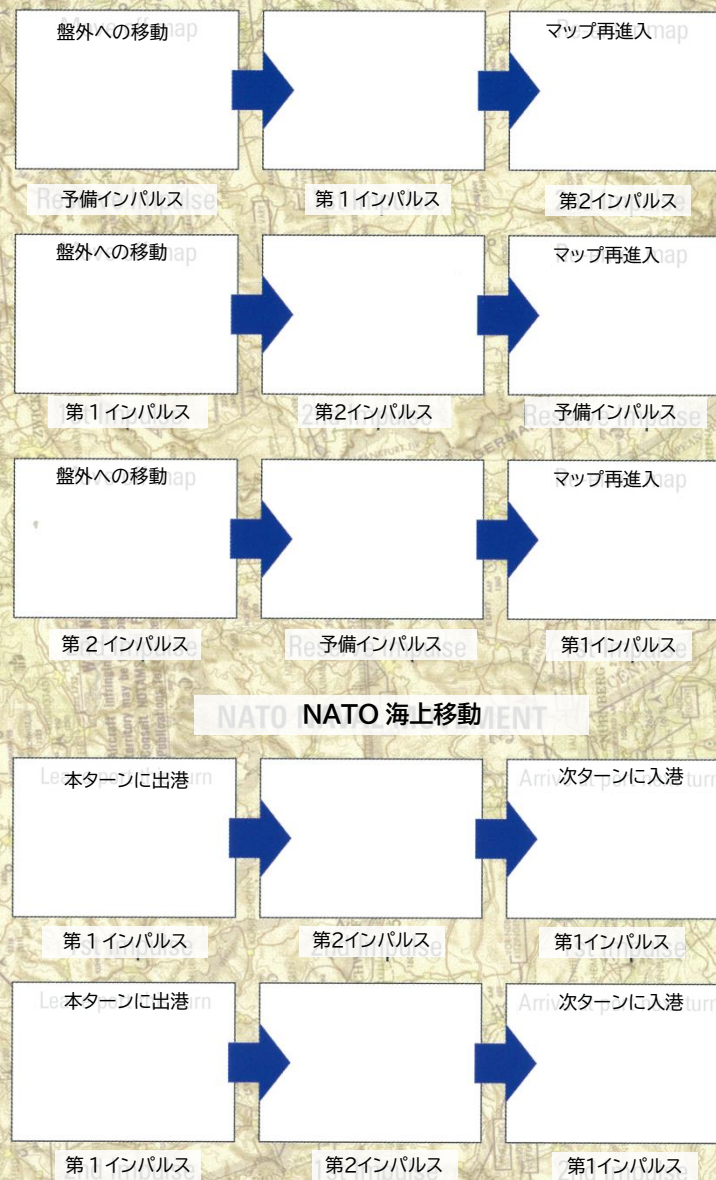 盤外への移動
マップ再進入
予備インパルス
第１インパルス
第2インパルス
盤外への移動
マップ再進入
第１インパルス
第2インパルス
予備インパルス
盤外への移動
マップ再進入
第２インパルス
予備インパルス
第1インパルス
NATO 海上移動
本ターンに出港
次ターンに入港
第１インパルス
第2インパルス
第1インパルス
本ターンに出港
次ターンに入港
第１インパルス
第2インパルス
第1インパルス